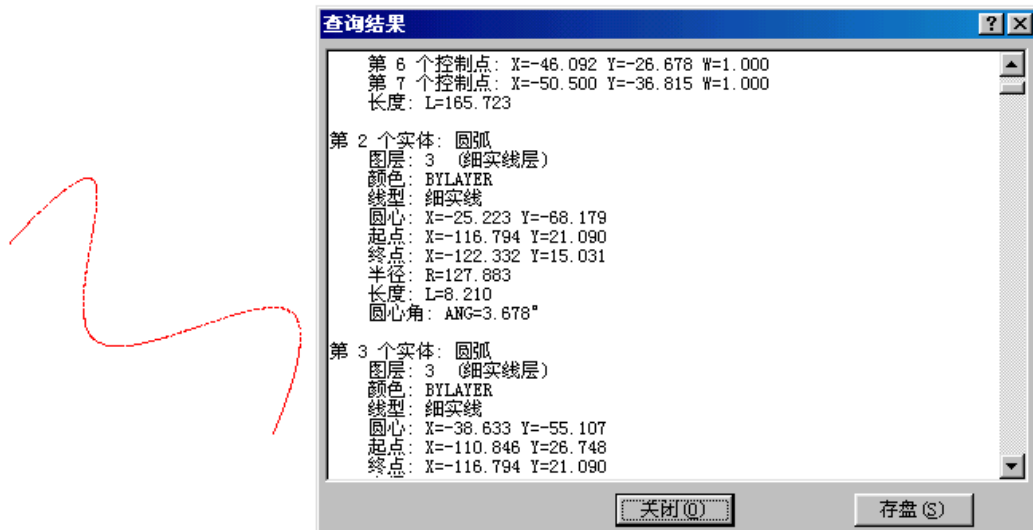 查询结果
第 6 个控制点: X=-46.092 Y=-26.678 W=1.000
第 7 个控制点: X=-50.500 Y=-36.815 W=1.000
长度: L=165.723
第 2 个实体: 圆弧
图层: 3 (细实线层)
颜色: BYLAYER
线型: 细实线
圆心: X=-25.223 Y=-68.179
起点: X=-116.794 Y=21.090
终点: X=-122.332 Y=15.031
半径: R=127.883
长度: L=8.210
圆心角: ANG=3.678°
第 3 个实体: 圆弧
图层: 3 (细实线层)
颜色: BYLAYER
线型: 细实线
圆心: X=-38.633 Y=-55.107
起点: X=-110.846 Y=26.748
终点: X=-116.794 Y=21.090
关闭(Q) 存盘(S)